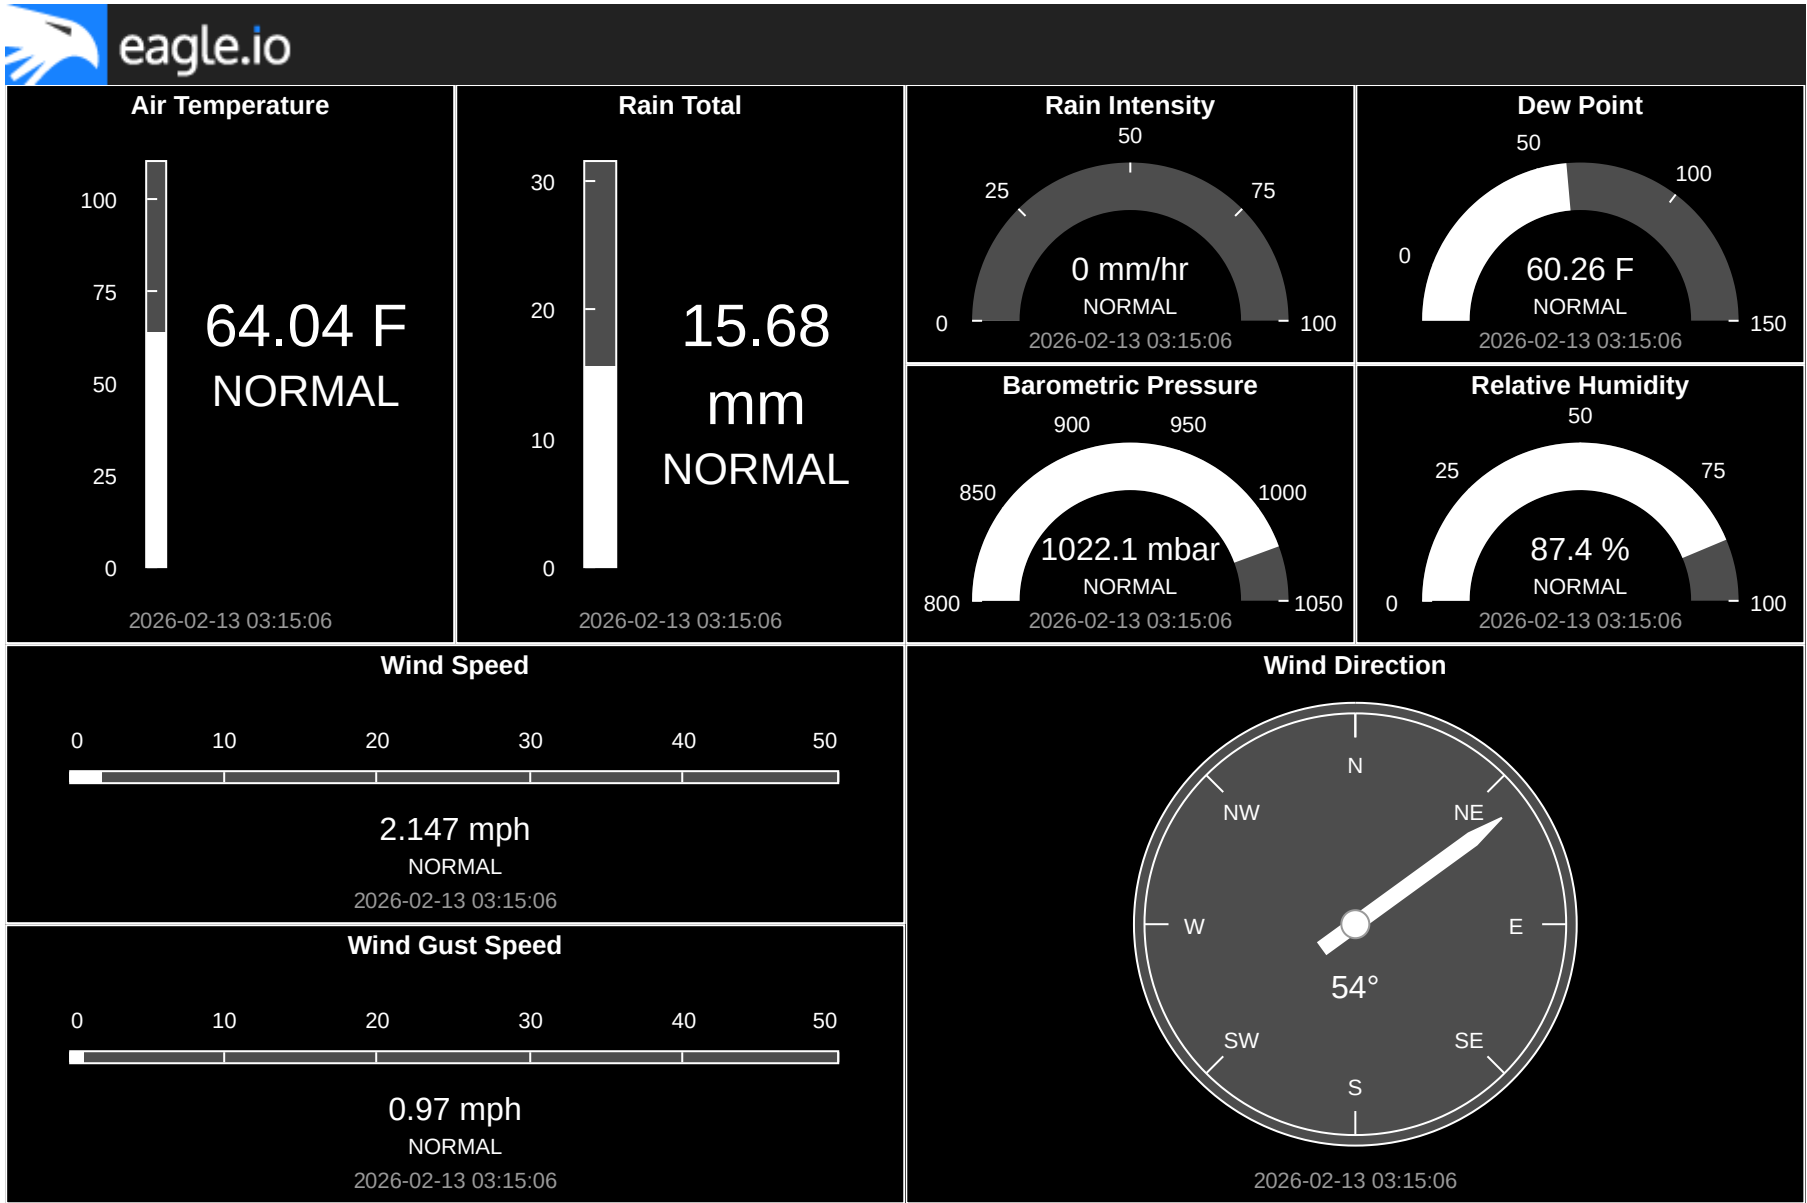 eagle.io
Air Temperature
100
75
50
25
0
64.04 F
NORMAL
2026-02-13 03:15:06
Rain Total
30
20
10
0
15.68
mm
NORMAL
2026-02-13 03:15:06
Rain Intensity
0
25
50
75
100
0 mm/hr
NORMAL
2026-02-13 03:15:06
Dew Point
0
50
100
150
60.26 F
NORMAL
2026-02-13 03:15:06
Barometric Pressure
800
850
900
950
1000
1050
1022.1 mbar
NORMAL
2026-02-13 03:15:06
Relative Humidity
0
25
50
75
100
87.4 %
NORMAL
2026-02-13 03:15:06
Wind Speed
0 10 20 30 40 50
2.147 mph
NORMAL
2026-02-13 03:15:06
Wind Gust Speed
0 10 20 30 40 50
0.97 mph
NORMAL
2026-02-13 03:15:06
Wind Direction
N
NW NE
W E
54°
SW SE
S
2026-02-13 03:15:06